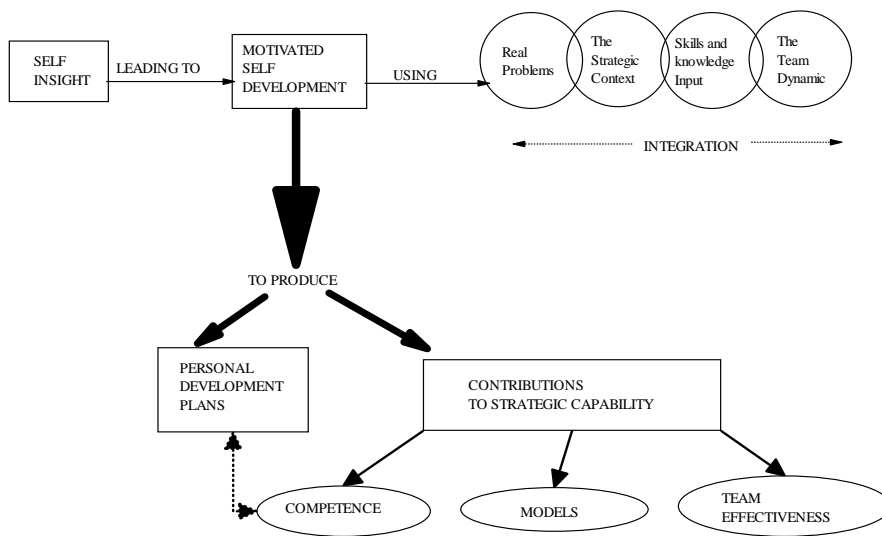 SELF
INSIGHT
LEADING TO
MOTIVATED
SELF
DEVELOPMENT
USING
Real
Problems
The
Strategic
Context
Skills and
knowledge
Input
The
Team
Dynamic
INTEGRATION
TO PRODUCE
PERSONAL
DEVELOPMENT
PLANS
CONTRIBUTIONS
TO STRATEGIC CAPABILITY
COMPETENCE
MODELS
TEAM
EFFECTIVENESS